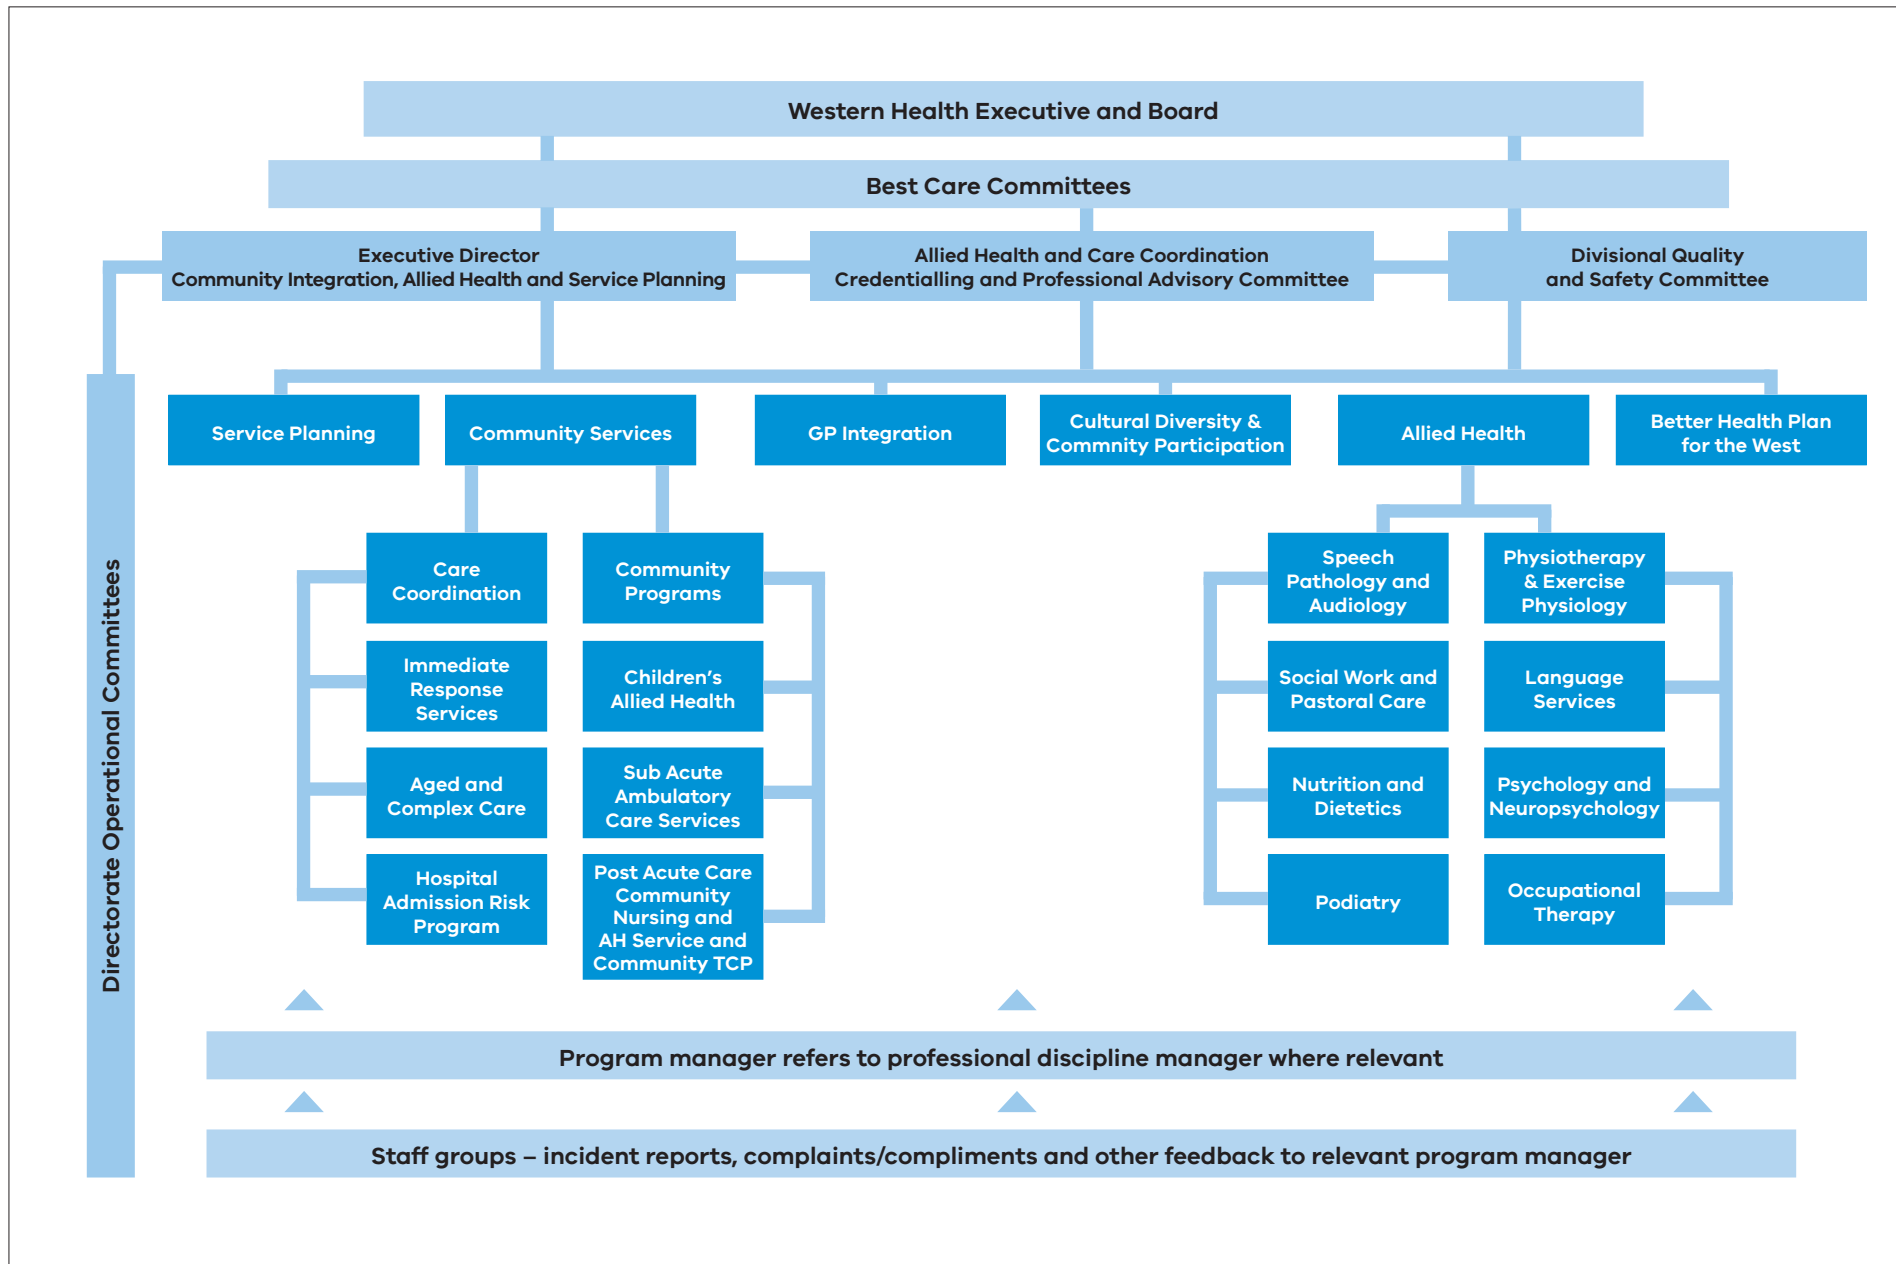 Western Health Executive and Board
Best Care Committees
Executive Director
Community Integration, Allied Health and Service Planning
Allied Health and Care Coordination
Credentialling and Professional Advisory Committee
Divisional Quality
and Safety Committee
Directorate Operational Committees
Service Planning
Community Services
GP Integration
Cultural Diversity &
Commnity Participation
Allied Health
Better Health Plan
for the West
Care
Coordination
Immediate
Response
Services
Aged and
Complex Care
Hospital
Admission Risk
Program
Community
Programs
Children's
Allied Health
Sub Acute
Ambulatory
Care Services
Post Acute Care
Community
Nursing and
AH Service and
Community TCP
Speech
Pathology and
Audiology
Social Work and
Pastoral Care
Nutrition and
Dietetics
Podiatry
Physiotherapy
& Exercise
Physiology
Language
Services
Psychology and
Neuropsychology
Occupational
Therapy
Program manager refers to professional discipline manager where relevant
Staff groups – incident reports, complaints/compliments and other feedback to relevant program manager